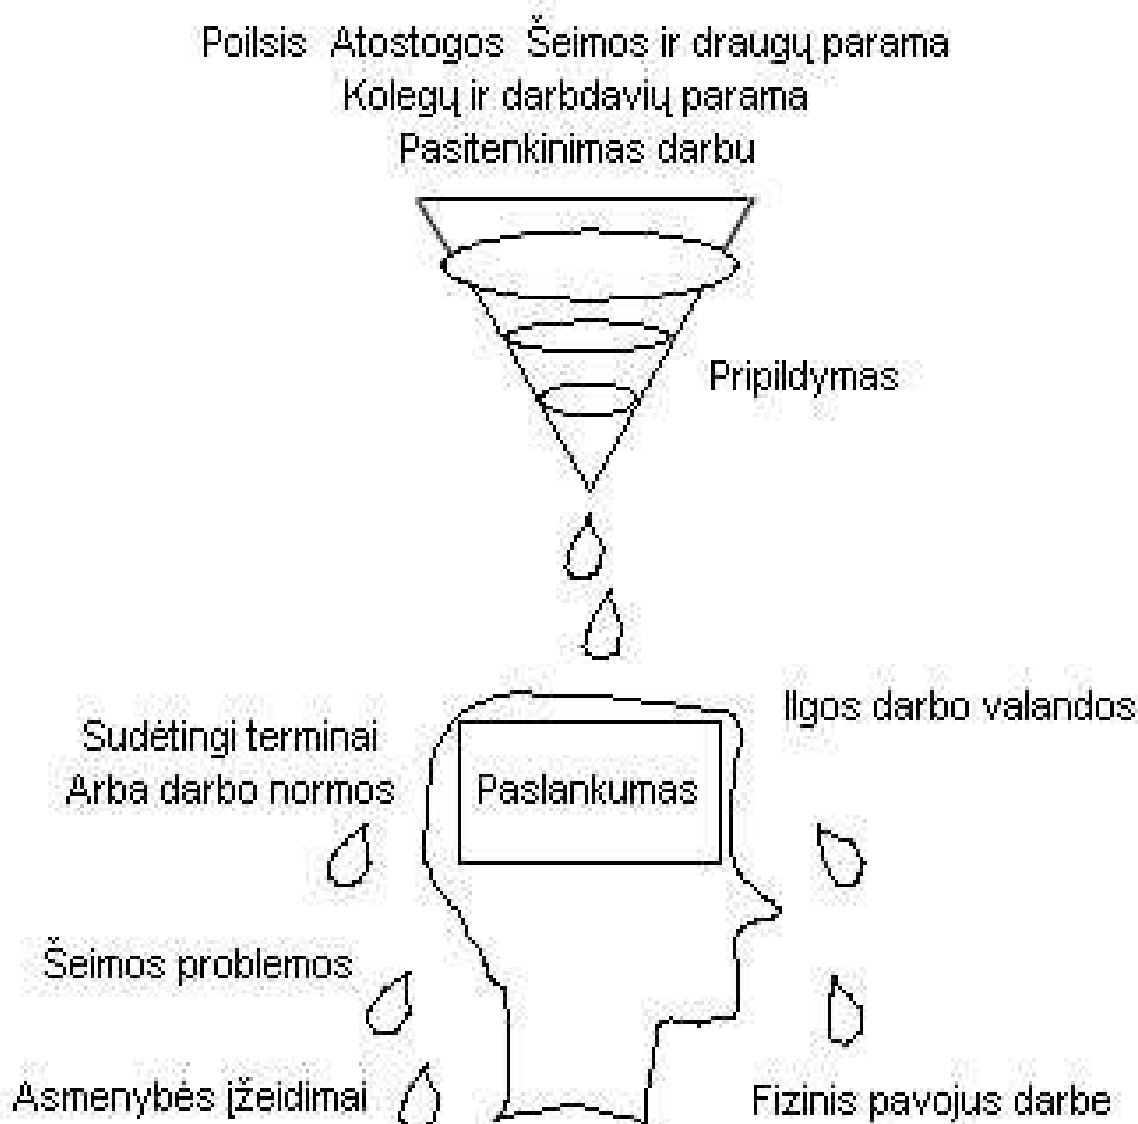 Poilsis Atostogos Šeimos ir draugų parama
Kolegų ir darbdavių parama
Pasitenkinimas darbu
Pripildymas
Ilgos darbo valandos
Sudėtingi terminai
Arba darbo normos
Paslankumas
Šeimos problemos
Asmenybės įžeidimai
Fizinis pavojus darbe